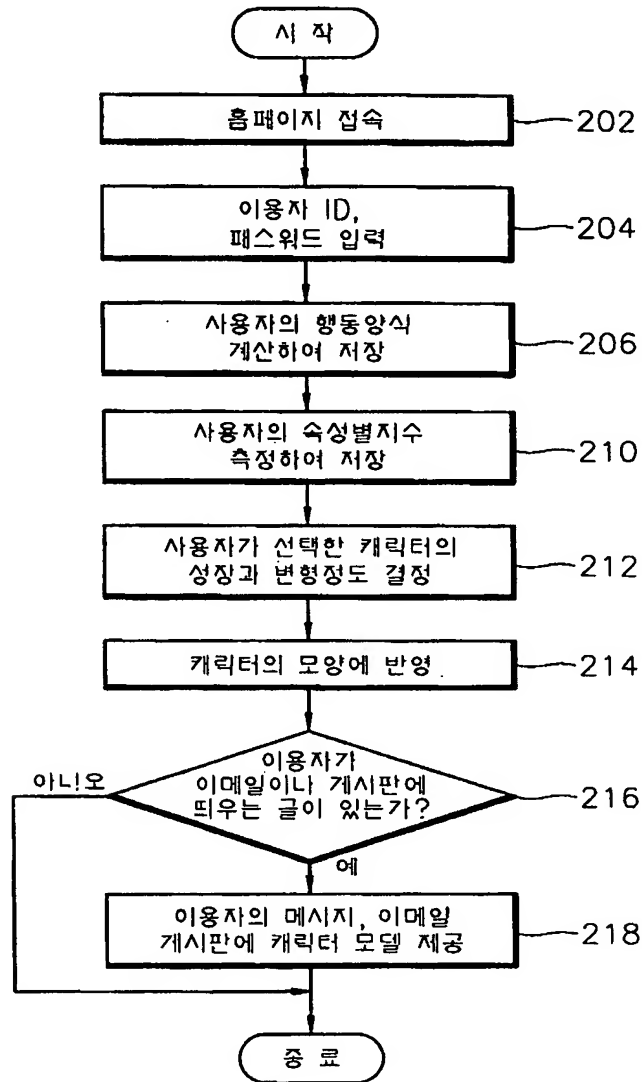 시 작
홈페이지 접속
202
이용자 ID,
패스워드 입력
204
사용자의 행동양식
계산하여 저장
206
사용자의 속성별지수
측정하여 저장
210
사용자가 선택한 캐릭터의
성장과 변형정도 결정
212
캐릭터의 모양에 반영
214
이용자가
이메일이나 게시판에
띄우는 글이 있는가?
216
아니오
예
이용자의 메시지, 이메일
게시판에 캐릭터 모델 제공
218
종 료